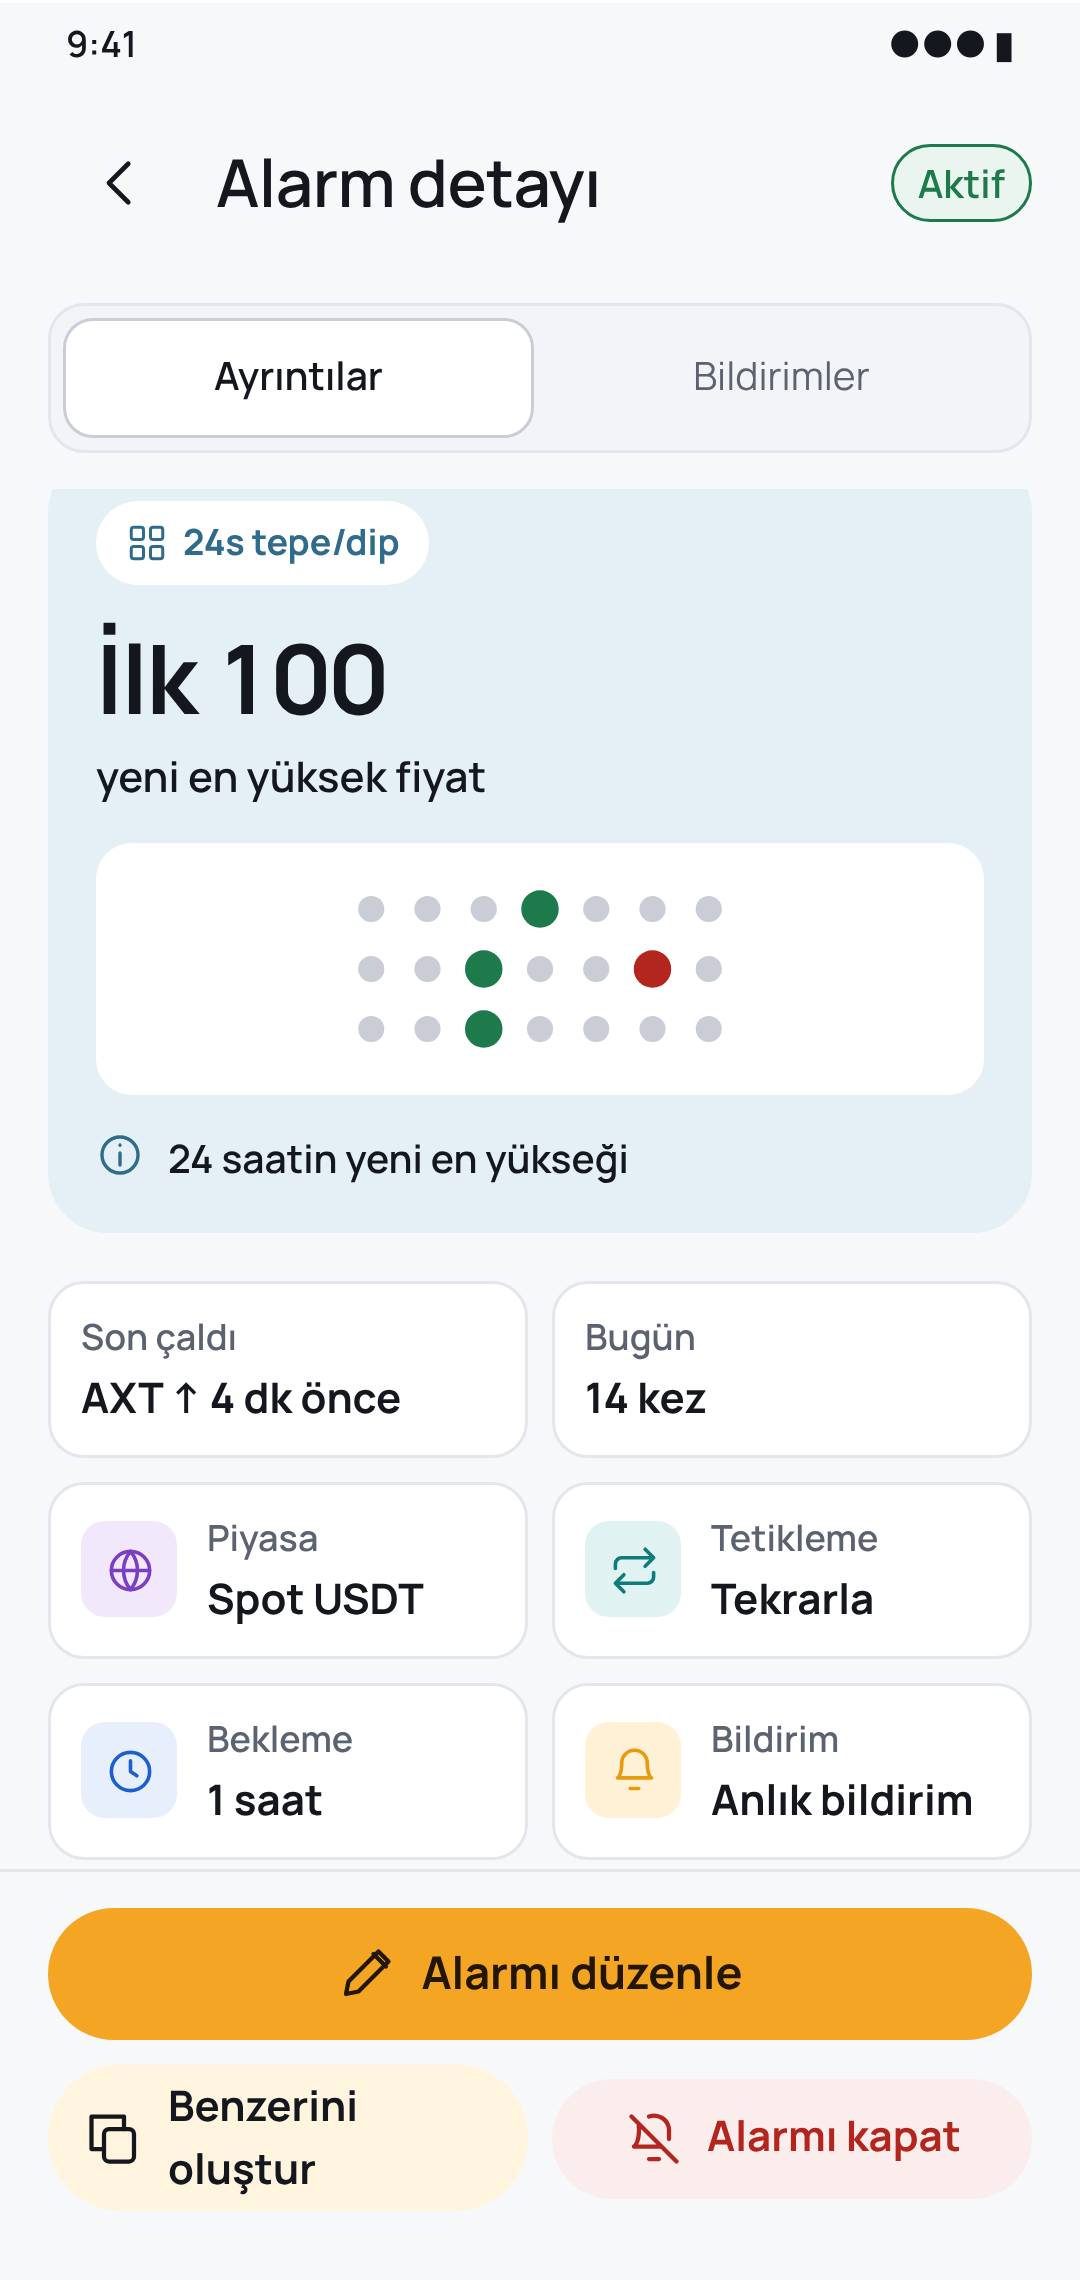 9:41
Alarm detayı
Aktif
Ayrıntılar
Bildirimler
24s tepe/dip
İlk 100
yeni en yüksek fiyat
24 saatin yeni en yükseği
Son çaldı
AXT ↑ 4 dk önce
Bugün
14 kez
Piyasa
Spot USDT
Tetikleme
Tekrarla
Bekleme
1 saat
Bildirim
Anlık bildirim
Alarmı düzenle
Benzerini
oluştur
Alarmı kapat